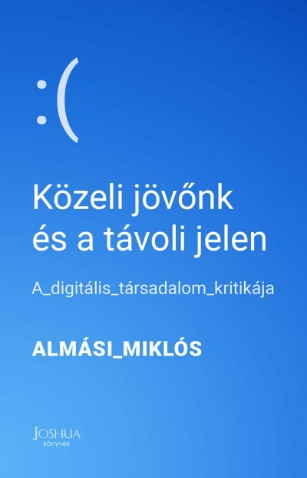 :(
Közeli jövőnk
és a távoli jelen
A_digitális_társadalom_kritikája
ALMÁSI_MIKLÓS
JOSHUA
könyvek